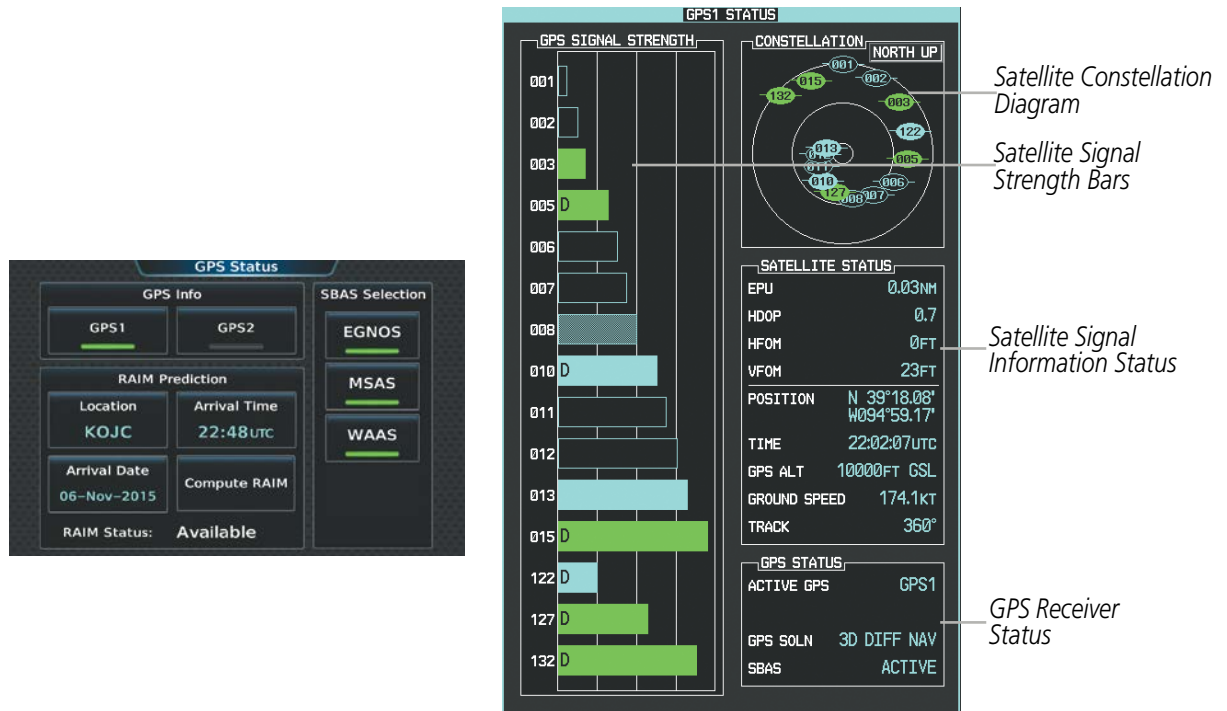 GPS Status
GPS Info
GPS1
GPS2
SBAS Selection
EGNOS
MSAS
WAAS
RAIM Prediction
Location
KOJC
Arrival Time
22:48UTC
Arrival Date
06-Nov-2015
Compute RAIM
RAIM Status: Available
GPS1 STATUS
GPS SIGNAL STRENGTH
001
002
003
005 D
006
007
008
010 D
011
012
013
015 D
122 D
127 D
132 D
CONSTELLATION
NORTH UP
001
002
015
132
003
122
005
013
011
010
006
127
008
007
SATELLITE STATUS
EPU 0.03NM
HDOP 0.7
HFOM 0FT
VFOM 23FT
POSITION N 39°18.08'
W094°59.17'
TIME 22:02:07UTC
GPS ALT 10000FT GSL
GROUND SPEED 174.1KT
TRACK 360°
GPS STATUS
ACTIVE GPS GPS1
GPS SOLN 3D DIFF NAV
SBAS ACTIVE
Satellite Constellation
Diagram
Satellite Signal
Strength Bars
Satellite Signal
Information Status
GPS Receiver
Status